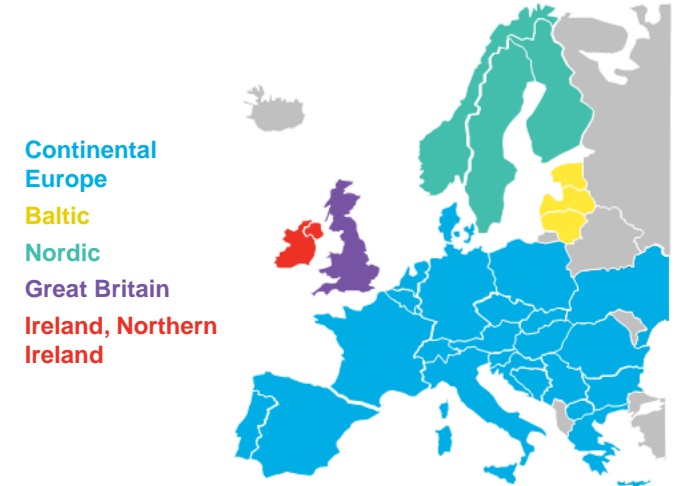 Continental
Europe
Baltic
Nordic
Great Britain
Ireland, Northern
Ireland